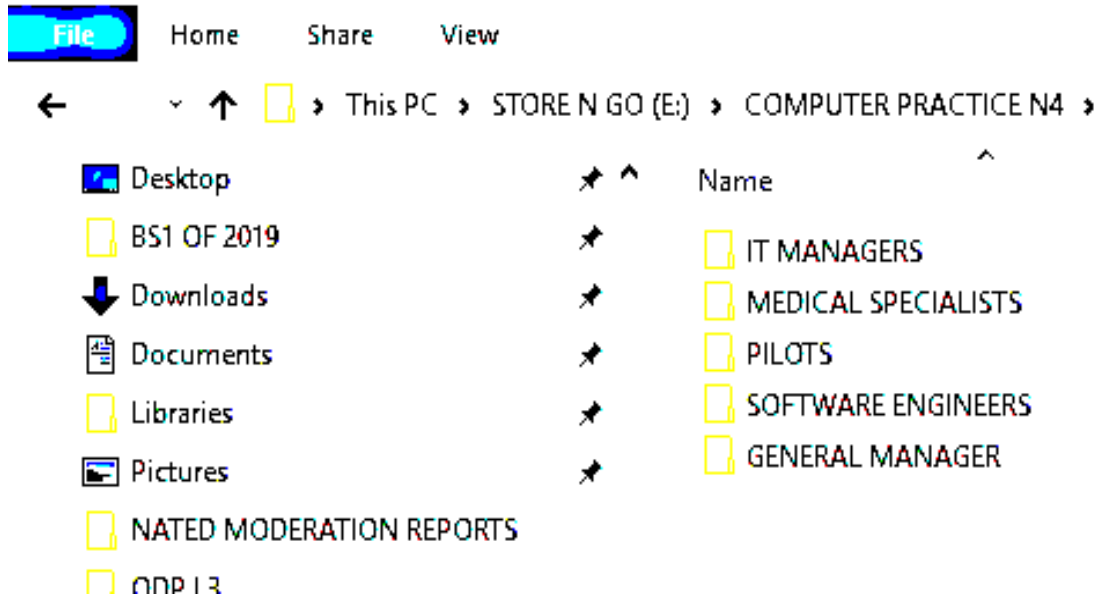 File Home Share View
This PC > STORE N GO (E:) > COMPUTER PRACTICE N4 >
Name
Desktop
BS1 OF 2019
Downloads
Documents
Libraries
Pictures
NATED MODERATION REPORTS
IT MANAGERS
MEDICAL SPECIALISTS
PILOTS
SOFTWARE ENGINEERS
GENERAL MANAGER